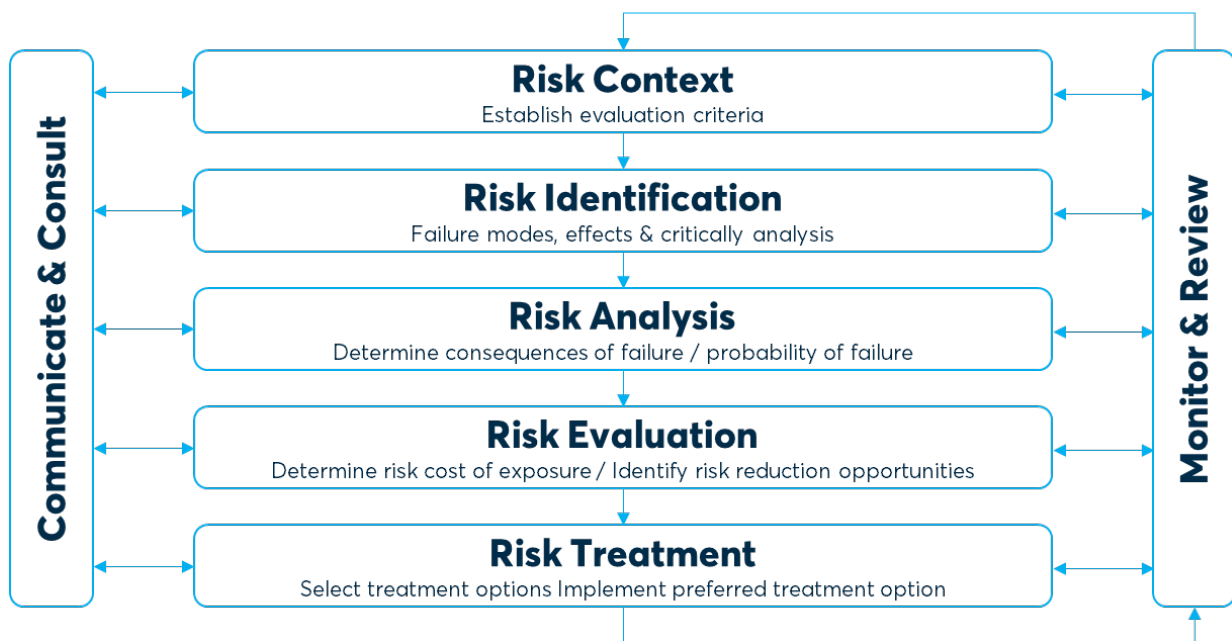 Communicate & Consult
Risk Context
Establish evaluation criteria
Risk Identification
Failure modes, effects & critically analysis
Risk Analysis
Determine consequences of failure / probability of failure
Risk Evaluation
Determine risk cost of exposure / Identify risk reduction opportunities
Risk Treatment
Select treatment options Implement preferred treatment option
Monitor & Review